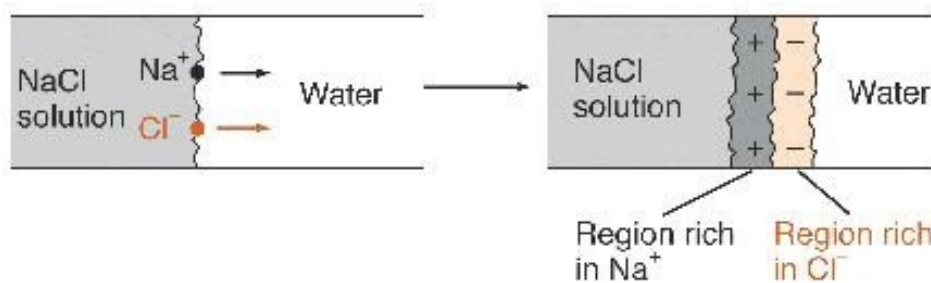 NaCl
solution
Na⁺
Cl⁻
Water
NaCl
solution
+ −
+ −
+ −
Water
Region rich
in Na⁺
Region rich
in Cl⁻